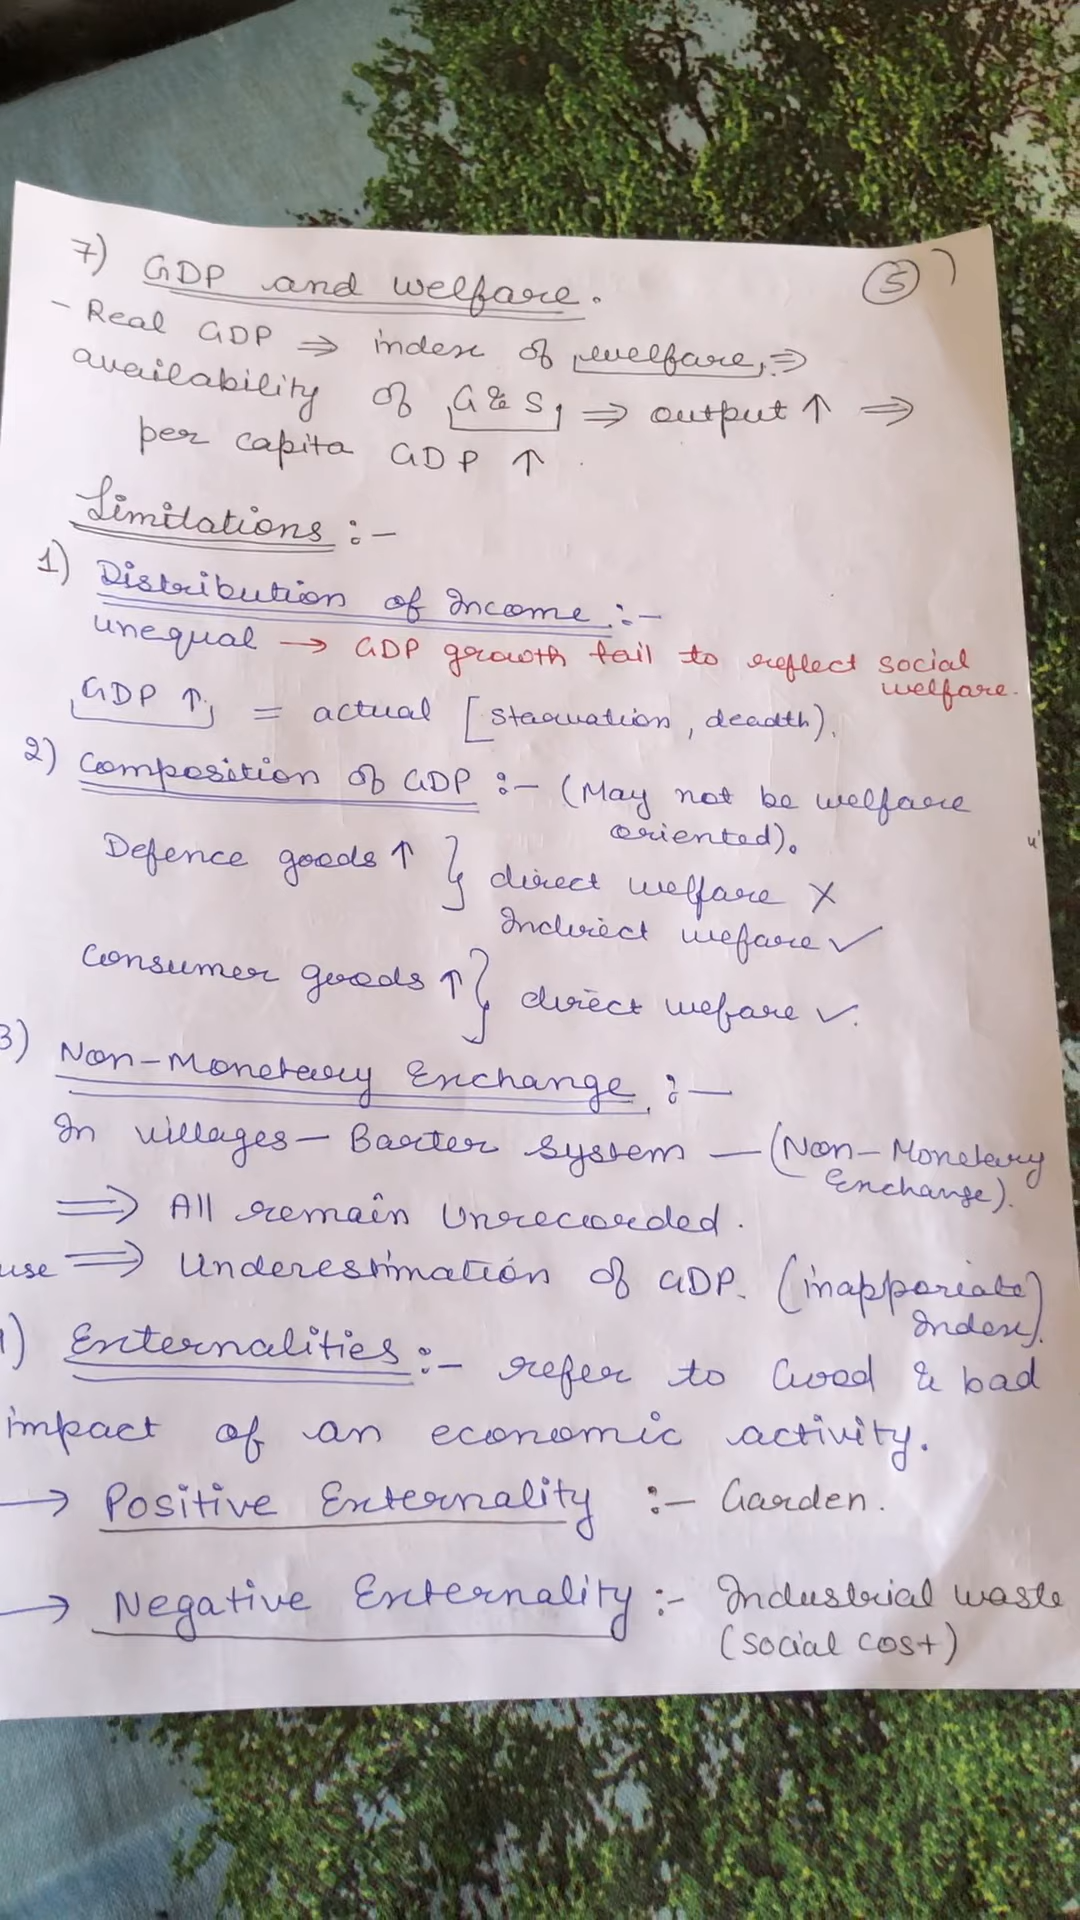 7) GDP and welfare. (5)
- Real GDP ⇒ index of welfare, ⇒
availability of G&S, ⇒ output ↑ ⇒
per capita GDP ↑
Limitations :-
1) Distribution of Income :-
unequal → GDP growth fail to reflect social
welfare.
GDP ↑, = actual [starvation, deadth).
2) Composition of GDP :- (May not be welfare
oriented).
Defence goods ↑ } direct welfare X
Indirect wefare ✓
Consumer goods ↑ } direct wefare ✓.
3) Non-Monetary Exchange :-
In villages - Barter system - (Non-Monetary
Exchange).
⇒ All remain Unrecorded.
use ⇒ Underestimation of GDP. (inapporiate)
Index).
) Externalities :- refer to Good & bad
impact of an economic activity.
→ Positive Externality :- Garden.
→ Negative Externality :- Industrial waste
(social cost)